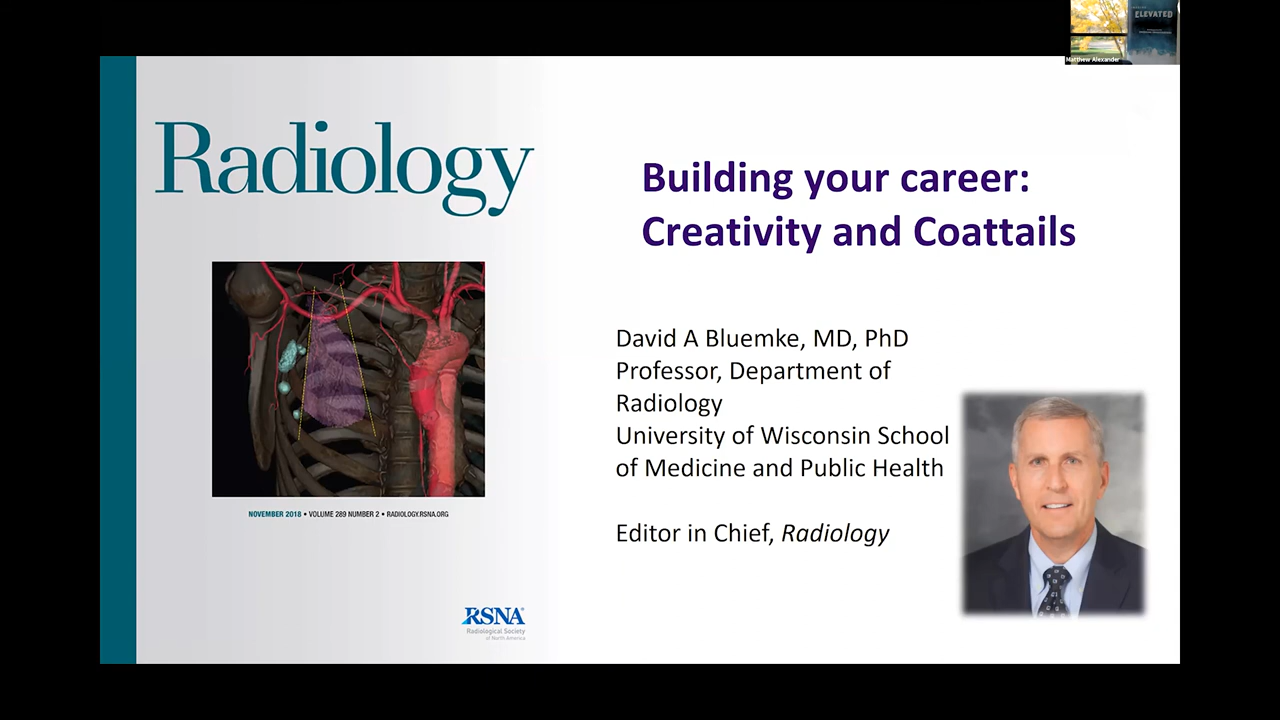 ELEVATED
Matthew Alexander
Radiology
Building your career:
Creativity and Coattails
David A Bluemke, MD, PhD
Professor, Department of
Radiology
University of Wisconsin School
of Medicine and Public Health
Editor in Chief, Radiology
NOVEMBER 2018 • VOLUME 289 NUMBER 2 • RADIOLOGY.RSNA.ORG
RSNA®
Radiological Society
of North America